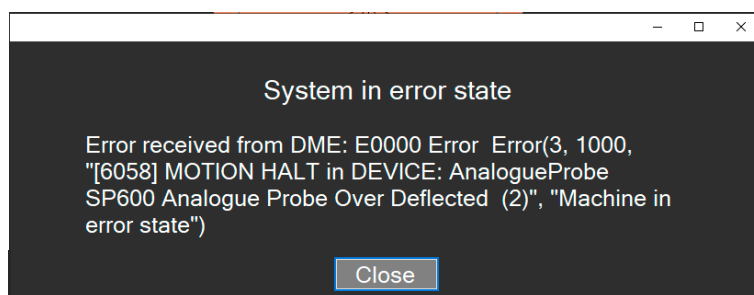 System in error state
Error received from DME: E0000 Error  Error(3, 1000,
"[6058] MOTION HALT in DEVICE: AnalogueProbe
SP600 Analogue Probe Over Deflected  (2)", "Machine in
error state")
Close